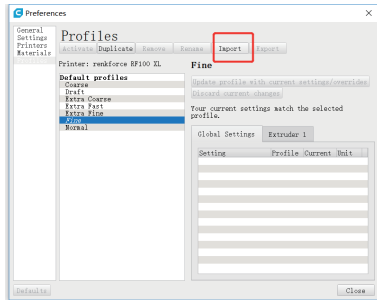 Preferences
General
Settings
Printers
Materials
Profiles
Activate Duplicate Remove Rename Import Export
Printer: renkforce RF100 XL
Default profiles
Coarse
Draft
Extra Coarse
Extra Fast
Extra Fine
Fine
Normal
Fine
Update profile with current settings/overrides
Discard current changes
Your current settings match the selected
profile.
Global Settings Extruder 1
Setting Profile Current Unit
Defaults
Close